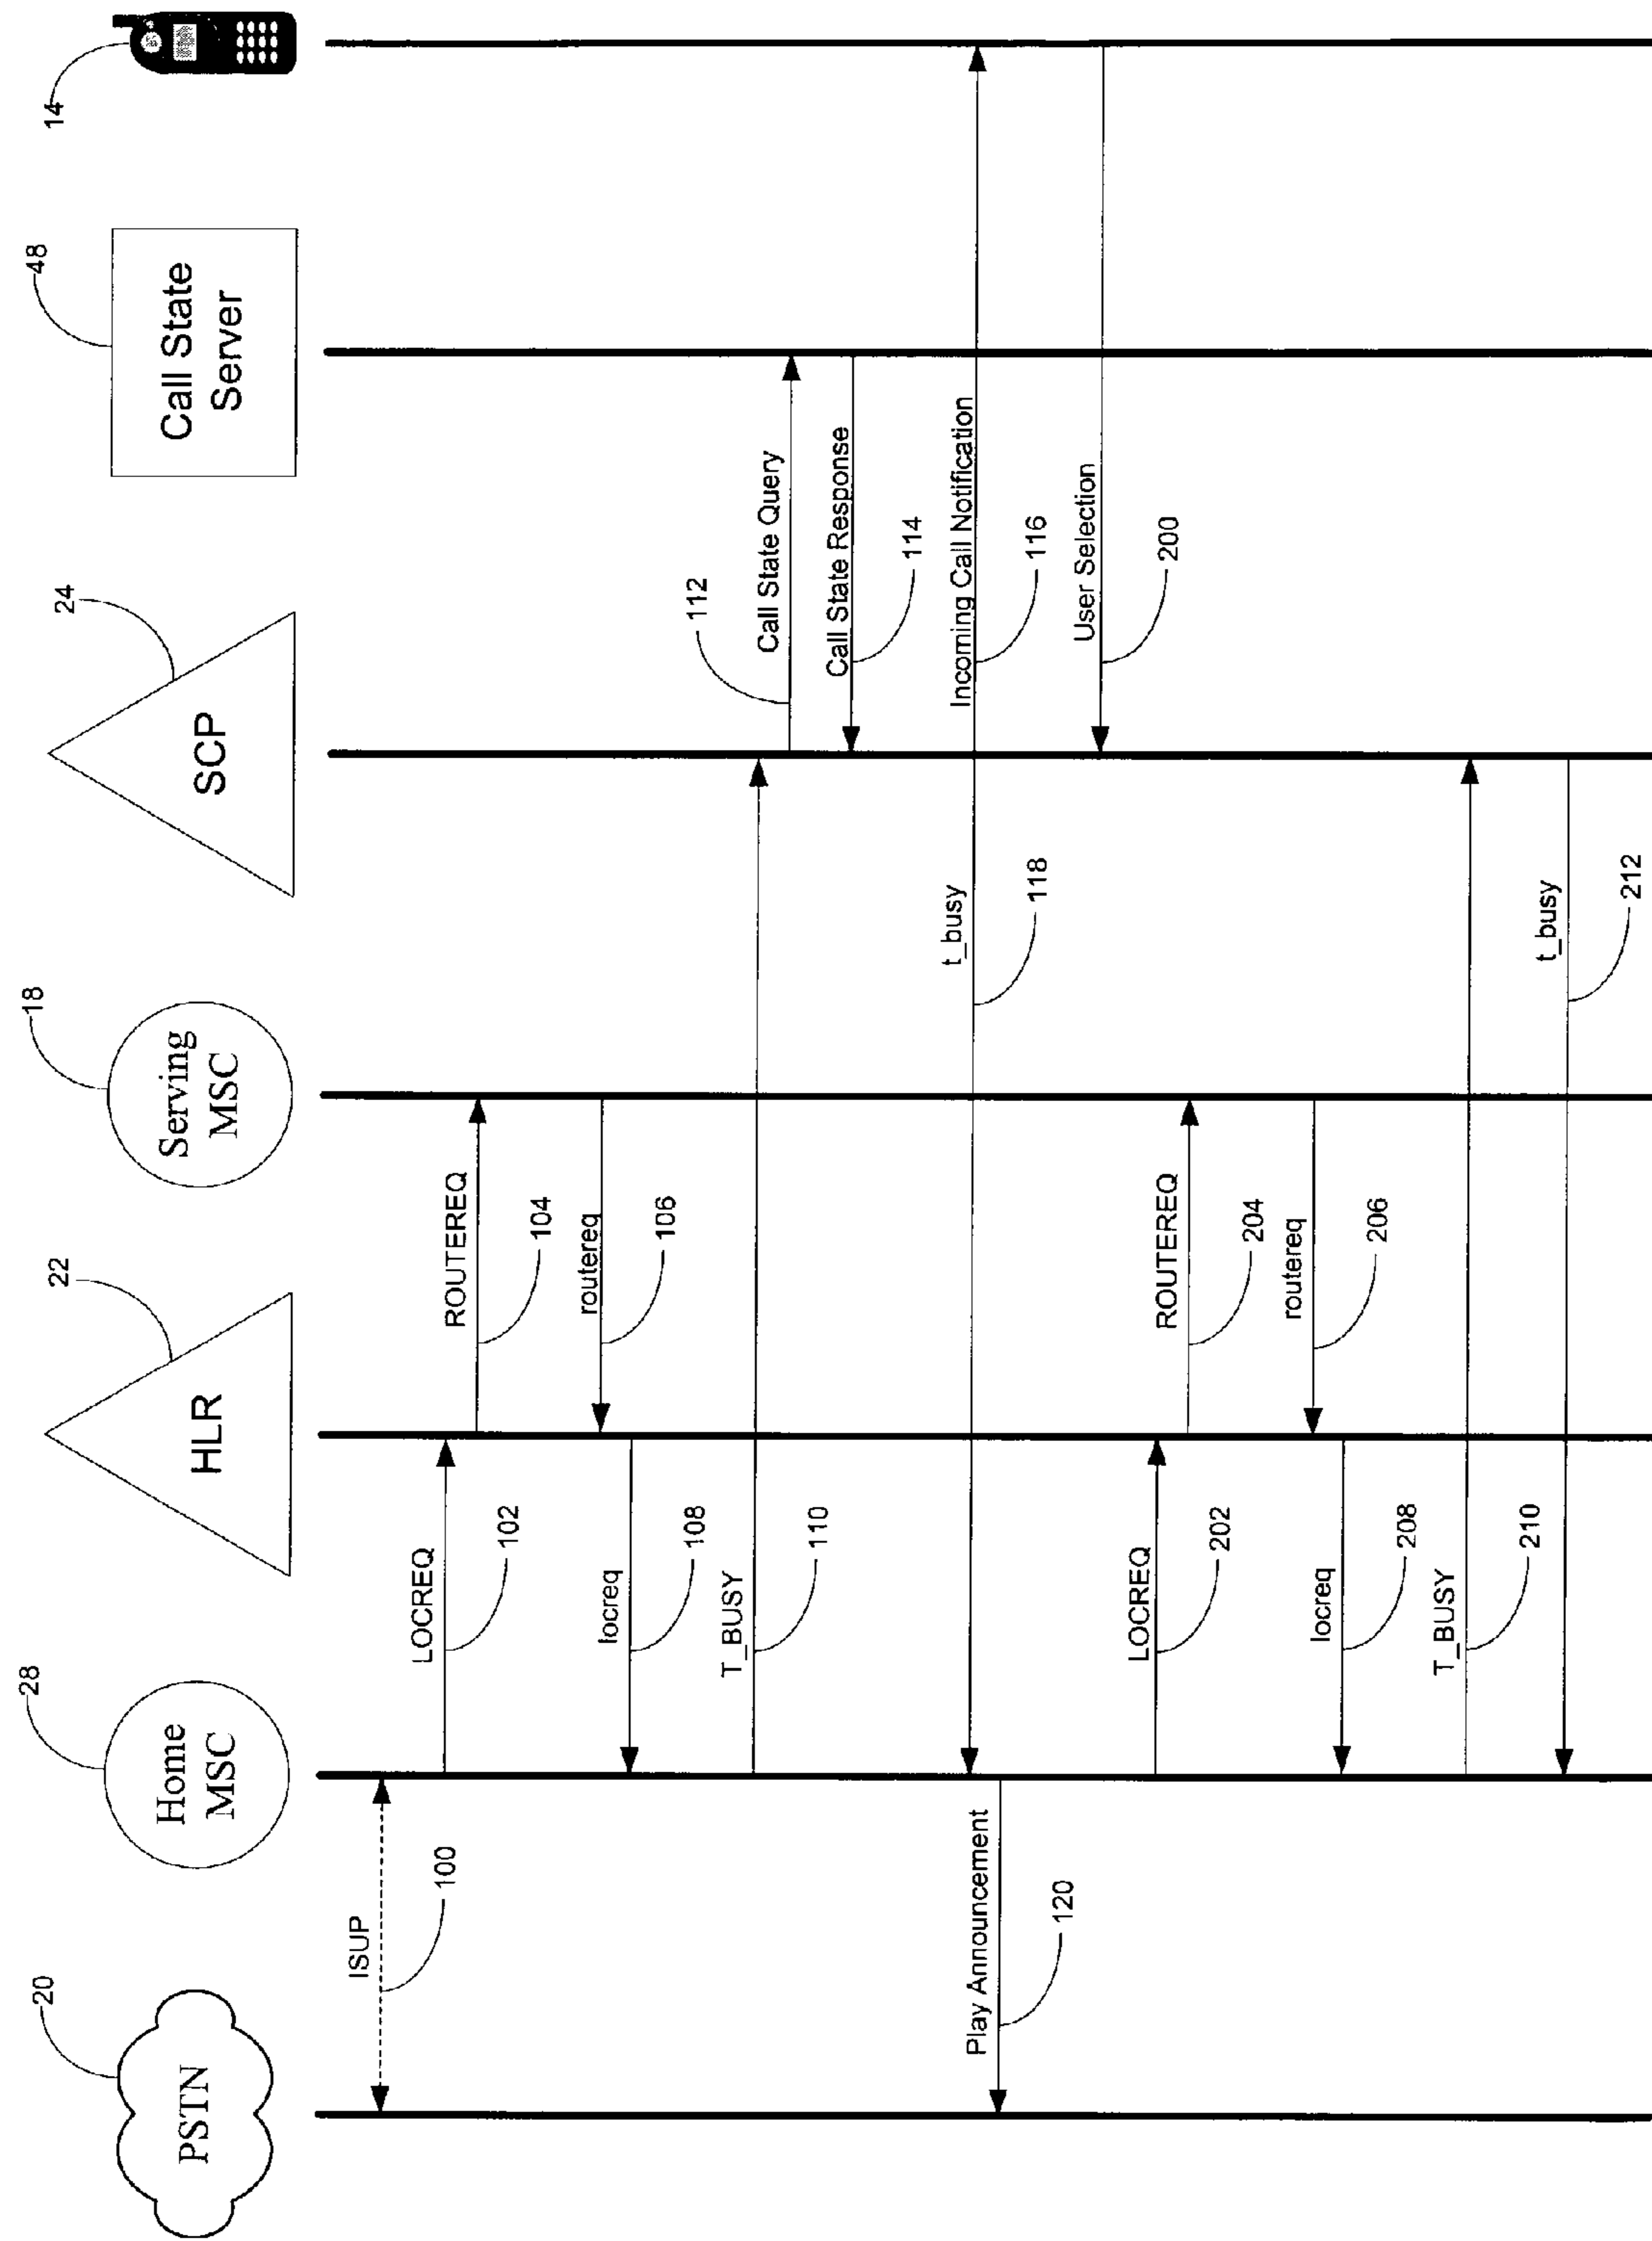 20
PSTN
28
Home
MSC
22
HLR
18
Serving
MSC
24
SCP
48
Call State
Server
14
ISUP
100
LOCREQ
102
ROUTEREQ
104
routereq
106
locreq
108
T_BUSY
110
112
Call State Query
Call State Response
114
Incoming Call Notification
116
t_busy
118
Play Announcement
120
User Selection
200
LOCREQ
202
ROUTEREQ
204
routereq
206
locreq
208
T_BUSY
210
t_busy
212